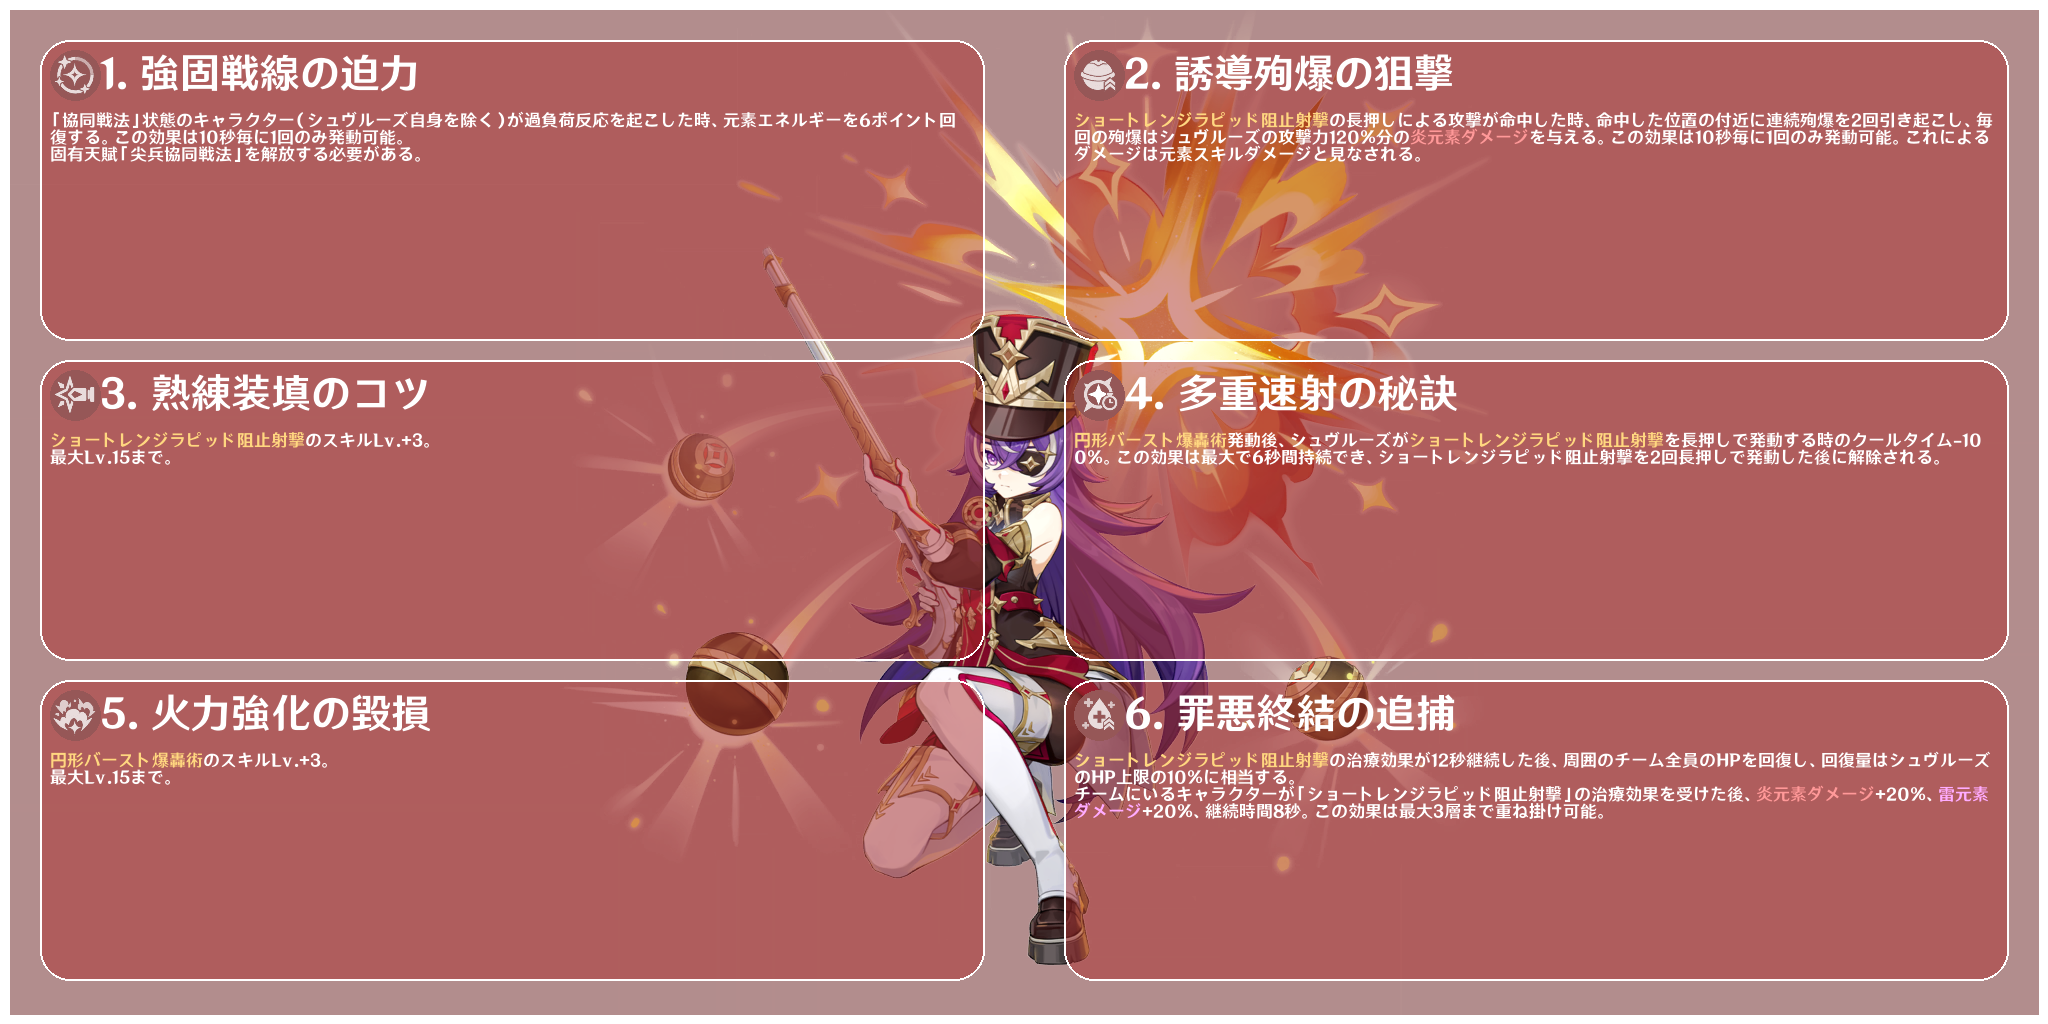 1. 強固戦線の迫力
「協同戦法」状態のキャラクター(シュヴルーズ自身を除く)が過負荷反応を起こした時、元素エネルギーを6ポイント回
復する。この効果は10秒毎に1回のみ発動可能。
固有天賦「尖兵協同戦法」を解放する必要がある。
2. 誘導殉爆の狙撃
ショートレンジラピッド阻止射撃の長押しによる攻撃が命中した時、命中した位置の付近に連続殉爆を2回引き起こし、毎
回の殉爆はシュヴルーズの攻撃力120%分の炎元素ダメージを与える。この効果は10秒毎に1回のみ発動可能。これによる
ダメージは元素スキルダメージと見なされる。
3. 熟練装填のコツ
ショートレンジラピッド阻止射撃のスキルLv.+3。
最大Lv.15まで。
4. 多重速射の秘訣
円形バースト爆轟術発動後、シュヴルーズがショートレンジラピッド阻止射撃を長押しで発動する時のクールタイム-10
0%。この効果は最大で6秒間持続でき、ショートレンジラピッド阻止射撃を2回長押しで発動した後に解除される。
5. 火力強化の毀損
円形バースト爆轟術のスキルLv.+3。
最大Lv.15まで。
6. 罪悪終結の追捕
ショートレンジラピッド阻止射撃の治療効果が12秒継続した後、周囲のチーム全員のHPを回復し、回復量はシュヴルーズ
のHP上限の10%に相当する。
チームにいるキャラクターが「ショートレンジラピッド阻止射撃」の治療効果を受けた後、炎元素ダメージ+20%、雷元素
ダメージ+20%、継続時間8秒。この効果は最大3層まで重ね掛け可能。